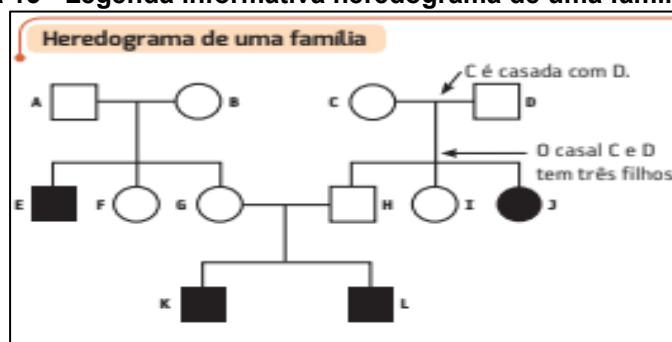 Heredograma de uma família
C é casada com D.
A
B
C
D
O casal C e D
tem três filhos
E
F
G
H
I
J
K
L